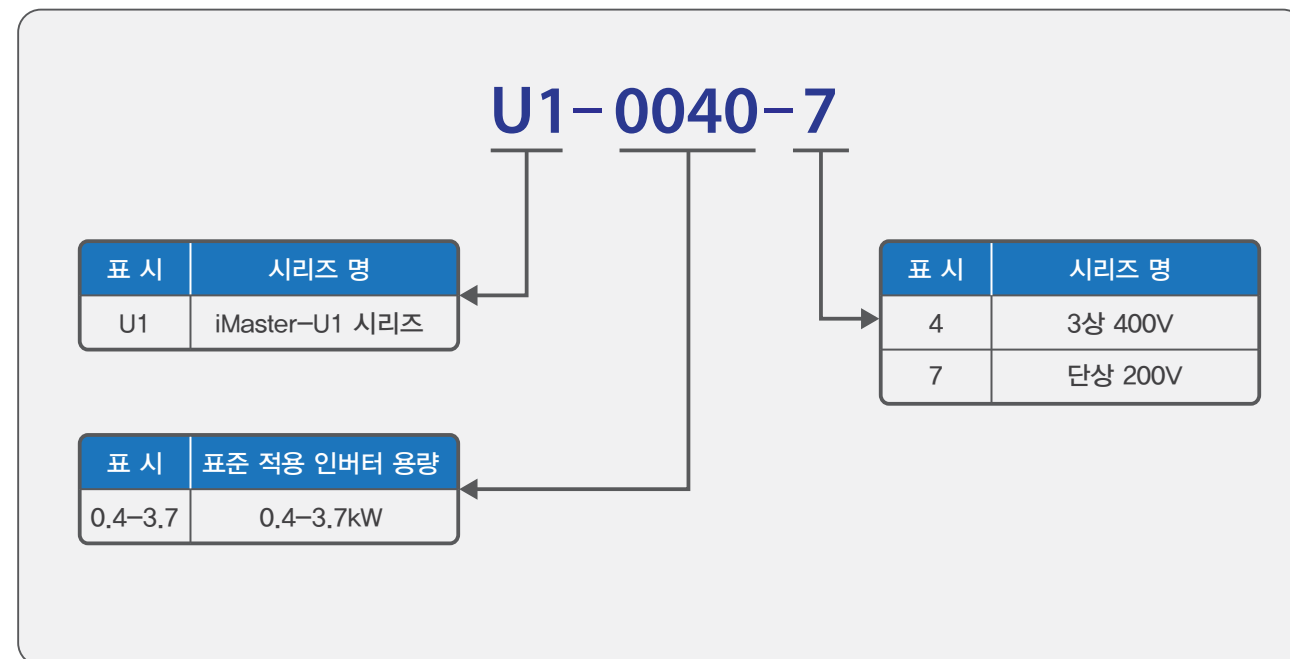 U1-0040-7
표 시 시리즈 명
U1 iMaster-U1 시리즈
표 시 시리즈 명
4 3상 400V
7 단상 200V
표 시 표준 적용 인버터 용량
0.4-3.7 0.4-3.7kW